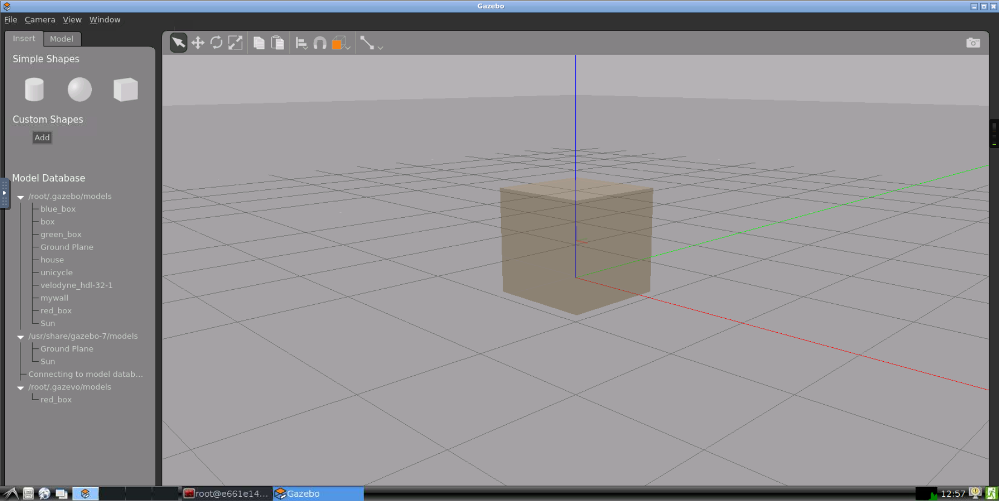 Gazebo
File Camera View Window
Insert Model
Simple Shapes
Custom Shapes
Add
Model Database
/root/.gazebo/models
blue_box
box
green_box
Ground Plane
house
unicycle
velodyne_hdl-32-1
mywall
red_box
Sun
/usr/share/gazebo-7/models
Ground Plane
Sun
Connecting to model datab...
/root/.gazevo/models
red_box
root@e661e14... Gazebo 12:57